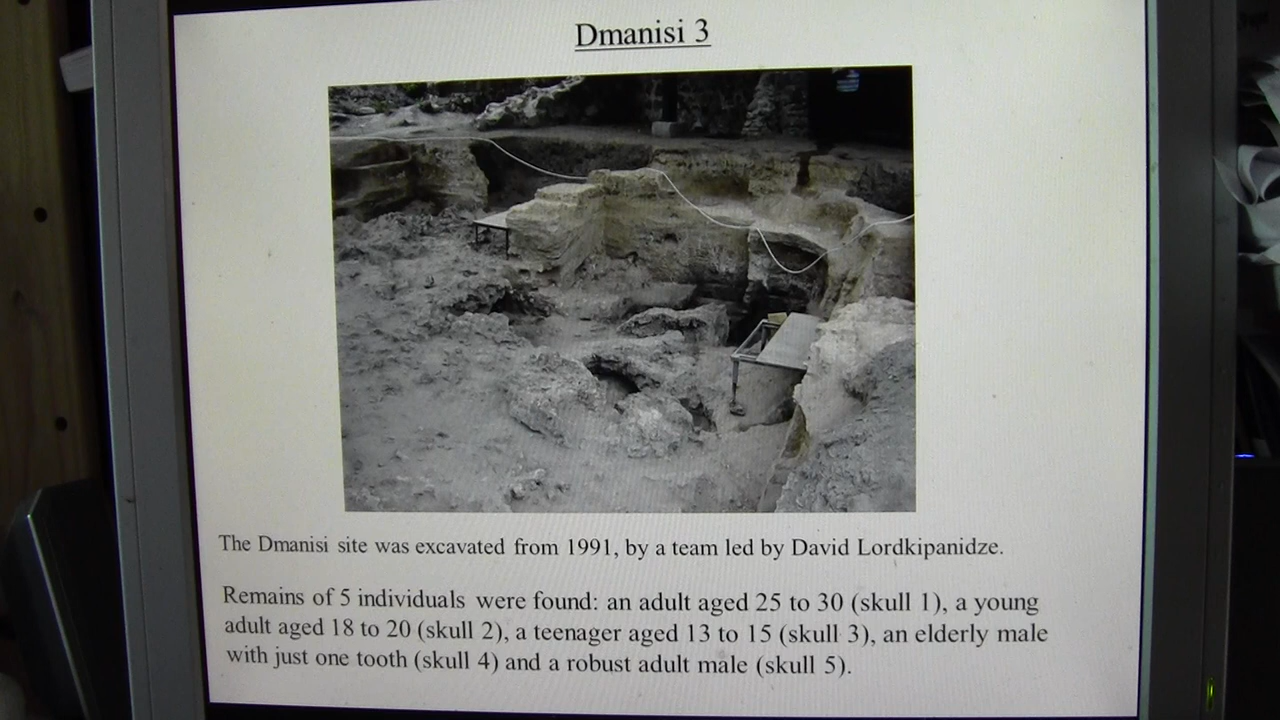 Dmanisi 3
The Dmanisi site was excavated from 1991, by a team led by David Lordkipanidze.
Remains of 5 individuals were found: an adult aged 25 to 30 (skull 1), a young
adult aged 18 to 20 (skull 2), a teenager aged 13 to 15 (skull 3), an elderly male
with just one tooth (skull 4) and a robust adult male (skull 5).